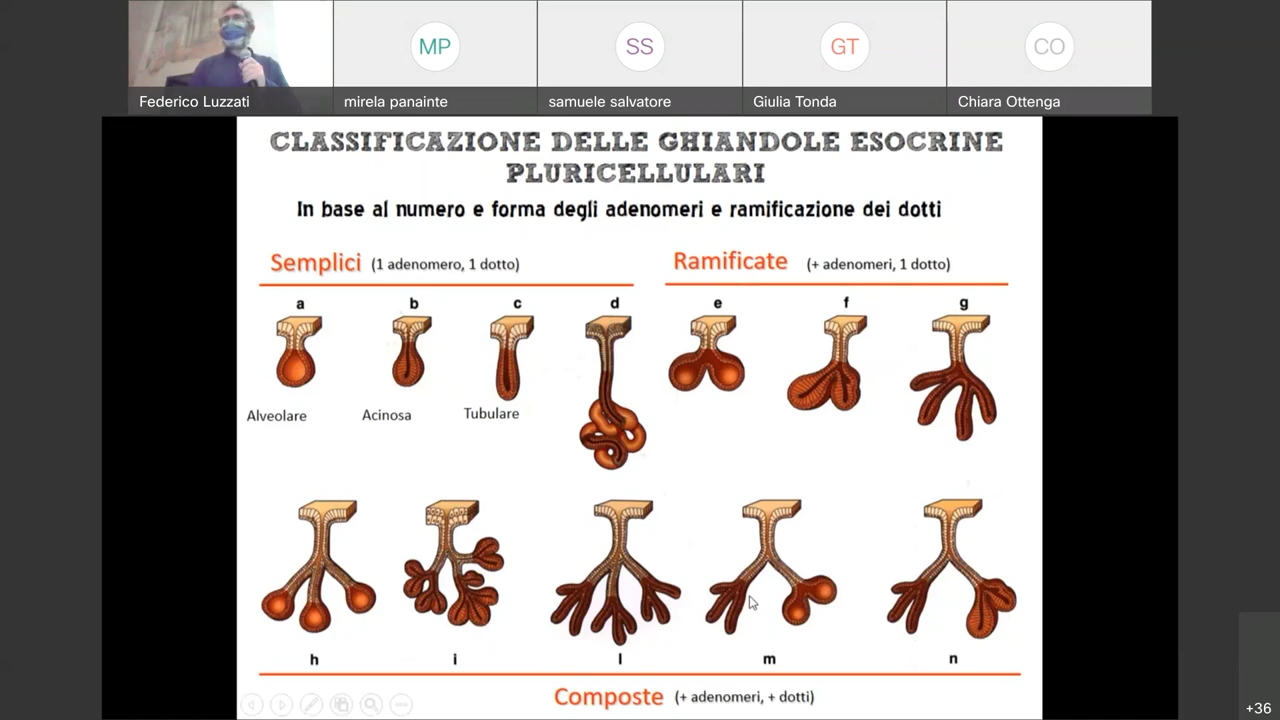 MP
SS
GT
CO
Federico Luzzati
mirela panainte
samuele salvatore
Giulia Tonda
Chiara Ottenga
CLASSIFICAZIONE DELLE GHIANDOLE ESOCRINE
PLURICELLULARI
In base al numero e forma degli adenomeri e ramificazione dei dotti
Semplici (1 adenomero, 1 dotto)
Ramificate (+ adenomeri, 1 dotto)
a b c d e f g
Alveolare
Acinosa
Tubulare
h i l m n
Composte (+ adenomeri, + dotti)
+36